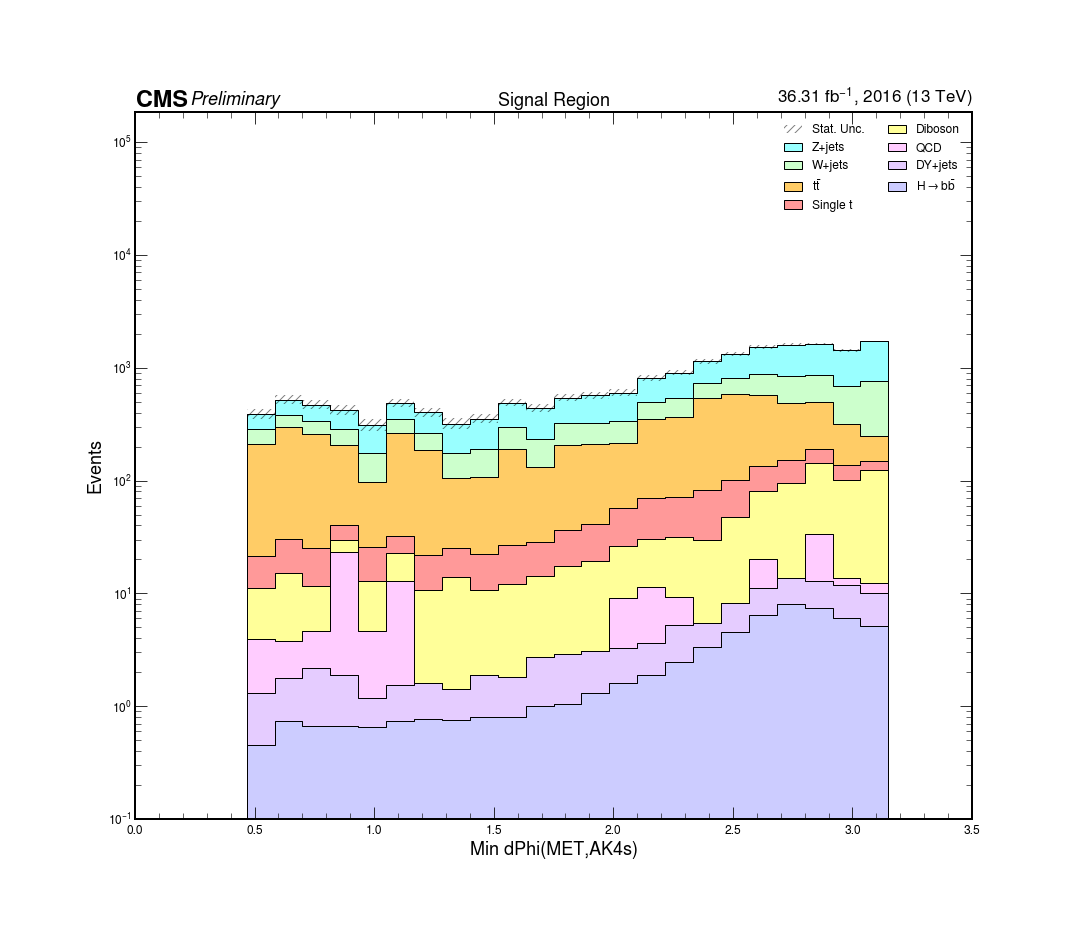 CMS Preliminary
Signal Region
36.31 fb⁻¹, 2016 (13 TeV)
Stat. Unc.
Z+jets
W+jets
tt̄
Single t
Diboson
QCD
DY+jets
H→bb̄
10⁵
10⁴
10³
10²
10¹
10⁰
10⁻¹
Events
0.0 0.5 1.0 1.5 2.0 2.5 3.0 3.5
Min dPhi(MET,AK4s)